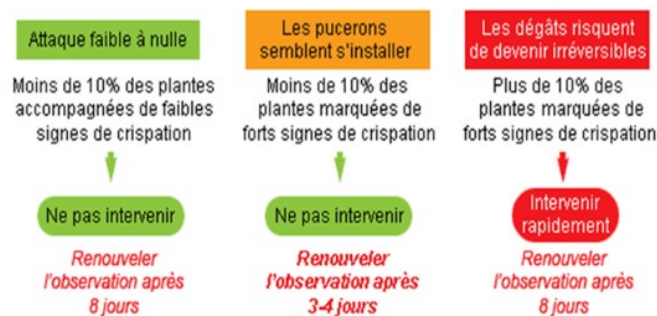 Attaque faible à nulle
Moins de 10% des plantes
accompagnées de faibles
signes de crispation
Ne pas intervenir
Renouveler
l'observation après
8 jours
Les pucerons
semblent s'installer
Moins de 10% des
plantes marquées de
forts signes de crispation
Ne pas intervenir
Renouveler
l'observation après
3-4 jours
Les dégâts risquent
de devenir irréversibles
Plus de 10% des
plantes marquées de
forts signes de crispation
Intervenir
rapidement
Renouveler
l'observation après
8 jours